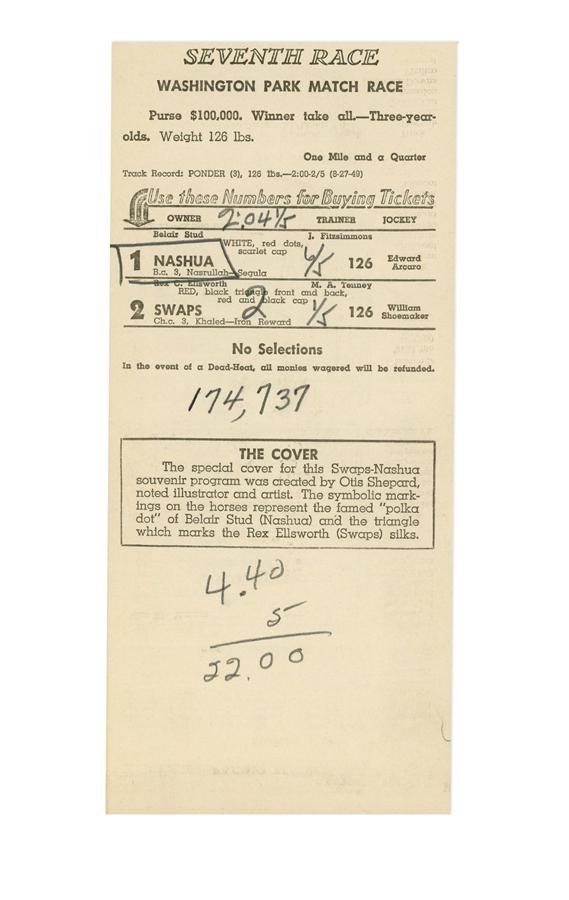 SEVENTH RACE
WASHINGTON PARK MATCH RACE
Purse $100,000. Winner take all.—Three-year-
olds. Weight 126 lbs.
One Mile and a Quarter
Track Record: PONDER (3), 126 lbs.—2:00-2/5 (8-27-49)
Use these Numbers for Buying Tickets
OWNER 2:04 1/5 TRAINER JOCKEY
Belair Stud J. Fitzsimmons
WHITE, red dots,
scarlet cap
1 NASHUA 6/5 126 Edward Arcaro
B.c. 3, Nasrullah—Segula
Rex C. Ellsworth M. A. Tenney
RED, black triangle front and back,
red and black cap
2 SWAPS 2 1/5 126 William Shoemaker
Ch.c. 3, Khaled—Iron Reward
No Selections
In the event of a Dead-Heat, all monies wagered will be refunded.
174,737
THE COVER
The special cover for this Swaps-Nashua
souvenir program was created by Otis Shepard,
noted illustrator and artist. The symbolic mark-
ings on the horses represent the famed "polka
dot" of Belair Stud (Nashua) and the triangle
which marks the Rex Ellsworth (Swaps) silks.
4.40
5
22.00